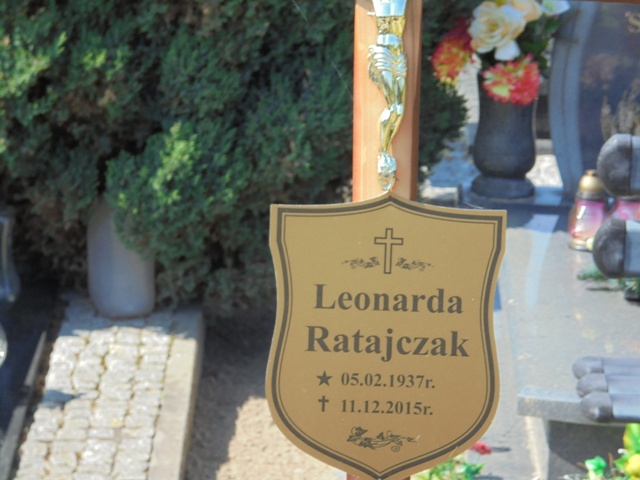 Leonarda
Ratajczak
★ 05.02.1937r.
✝ 11.12.2015r.